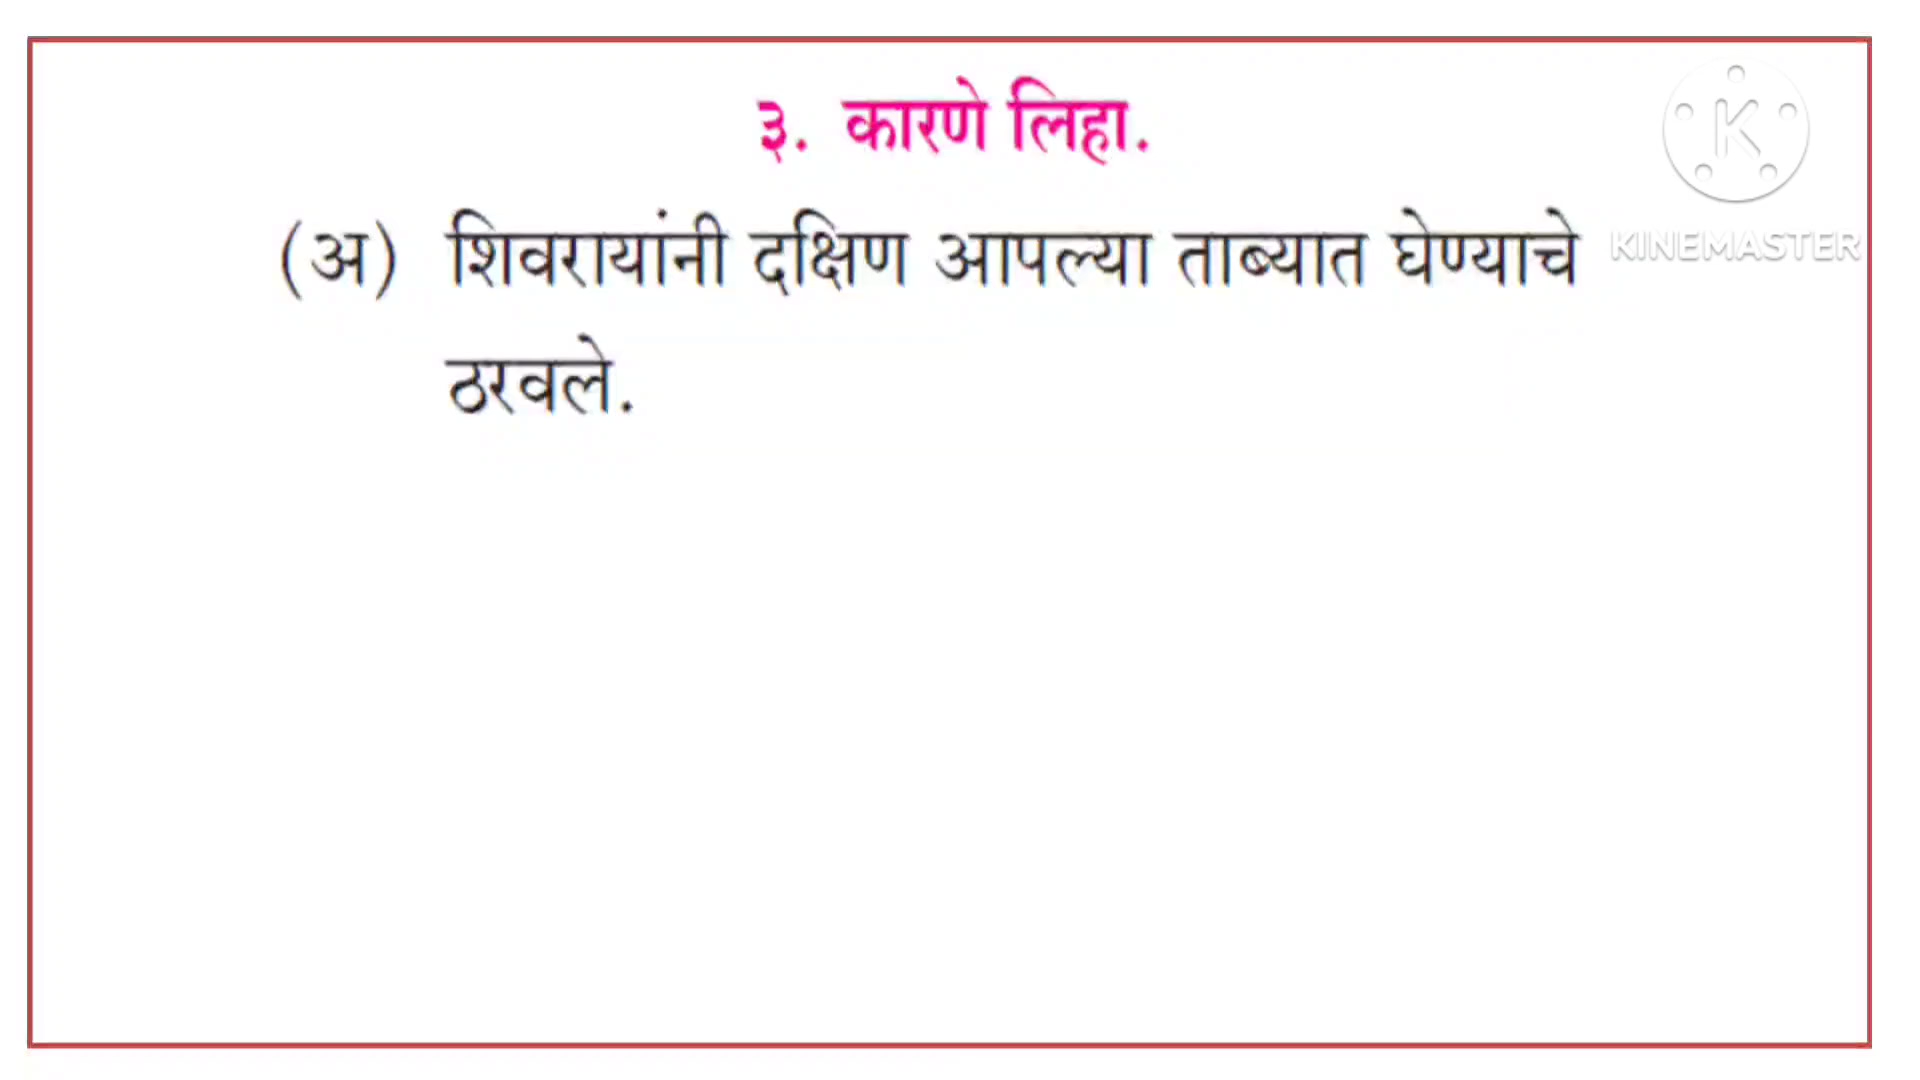 ३. कारणे लिहा.
(अ) शिवरायांनी दक्षिण आपल्या ताब्यात घेण्याचे
ठरवले.
K
KINEMASTER